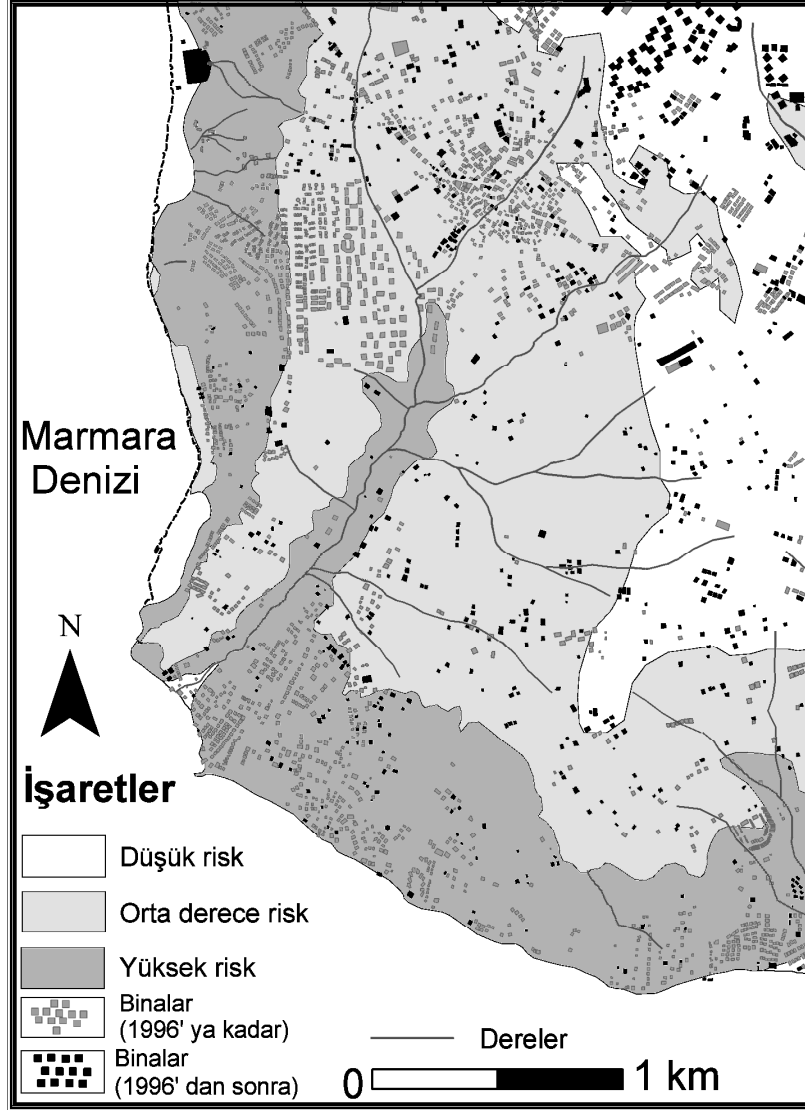 Marmara
Denizi
N
İşaretler
Düşük risk
Orta derece risk
Yüksek risk
Binalar
(1996' ya kadar)
Binalar
(1996' dan sonra)
Dereler
0 1 km